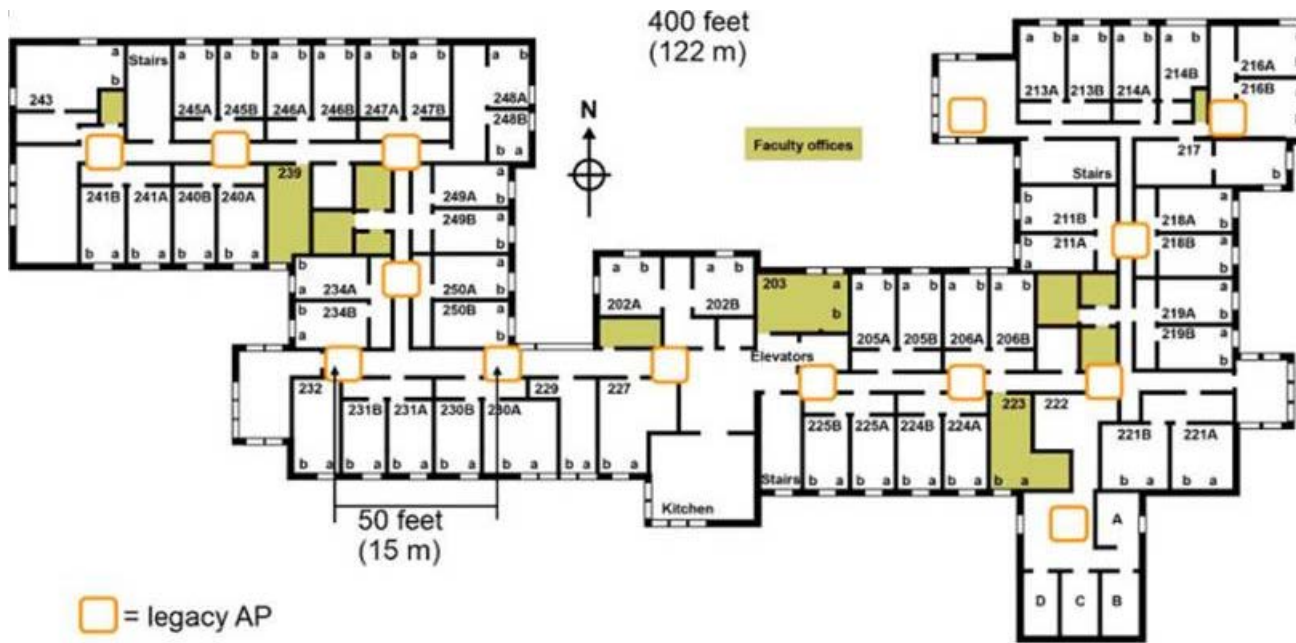 400 feet
(122 m)
N
Faculty offices
a
b
Stairs
243
a b a b a b a b a b a b a b
245A 245B 246A 246B 247A 247B 248A
248B
b a
239
241B 241A 240B 240A
b a b a b a b a
249A
a
b
249B
a
b
234A
b
a
234B
b
a
250A
a
b
250B
a
b
232
231B 231A 230B 230A
229
227
b a b a b a b a b a b a b a
50 feet
(15 m)
a b a b
202A 202B
Kitchen
203
a
b
Elevators
a b a b a b a b
205A 205B 206A 206B
225B 225A 224B 224A
223
222
Stairs
b a b a b a b a b a
a b a b a b a b
213A 213B 214A 214B
216A
216B
217
b
Stairs
b
a
211B
b
a
211A
218A
a
b
218B
a
b
219A
a
b
219B
a
b
221B 221A
b a b a
A
D C B
= legacy AP